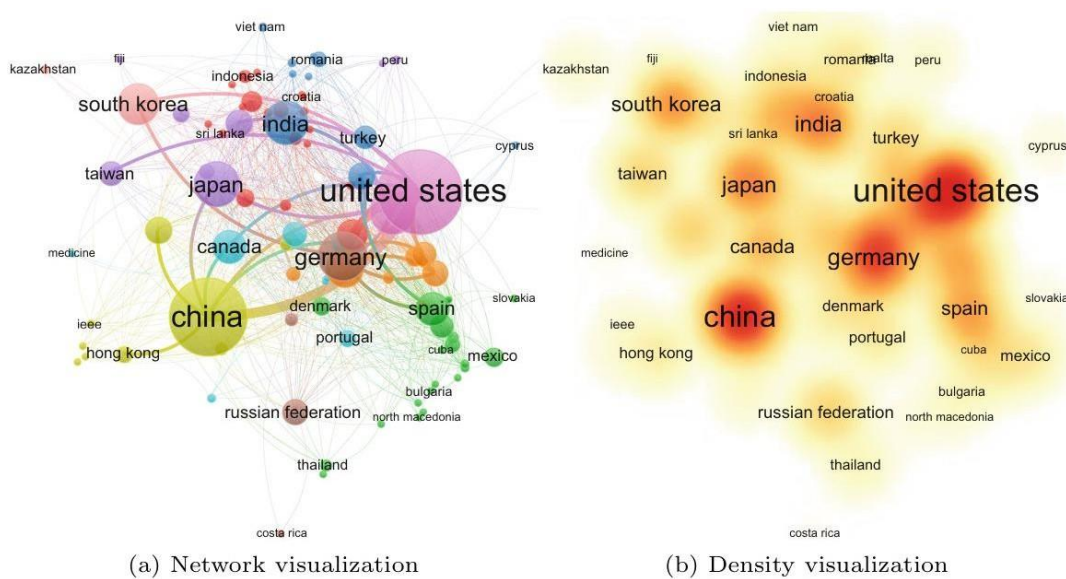 viet nam
fiji
romania
kazakhstan
indonesia
peru
south korea
croatia
india
sri lanka
turkey
cyprus
taiwan
japan
united states
canada
medicine
germany
slovakia
denmark
spain
china
ieee
portugal
hong kong
cuba
mexico
bulgaria
russian federation
north macedonia
thailand
costa rica
(a) Network visualization
viet nam
fiji
romania
malta
peru
kazakhstan
indonesia
south korea
croatia
india
sri lanka
turkey
cyprus
taiwan
japan
united states
canada
medicine
germany
slovakia
denmark
spain
china
ieee
portugal
hong kong
cuba
mexico
bulgaria
russian federation
north macedonia
thailand
costa rica
(b) Density visualization